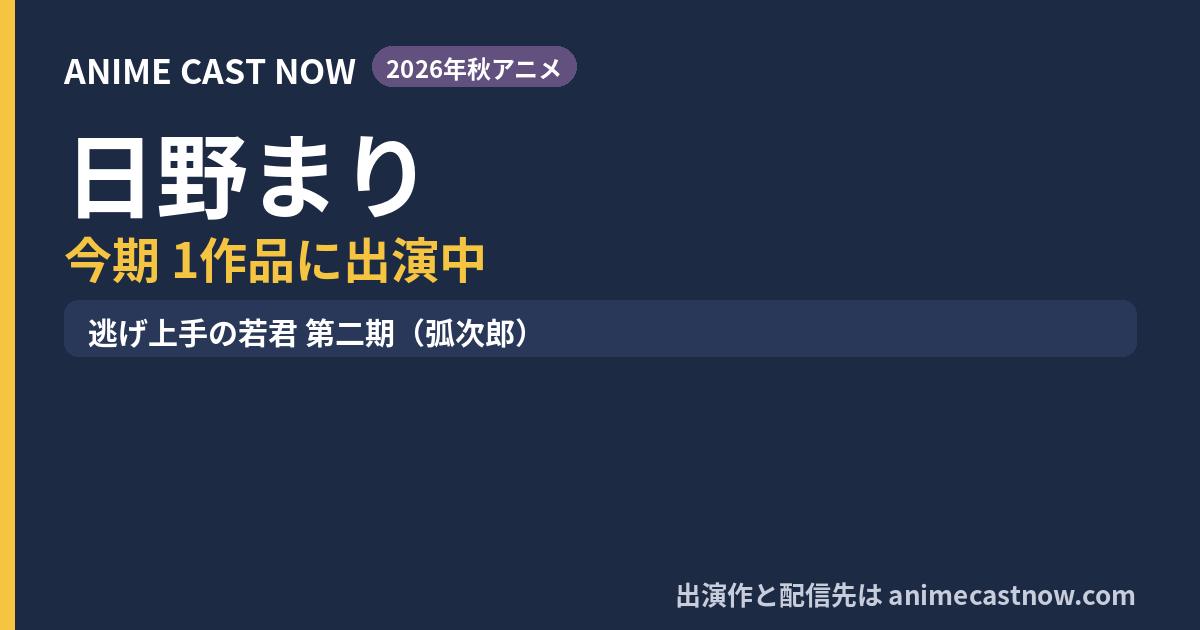 ANIME CAST NOW 2026年秋アニメ
日野まり
今期 1作品に出演中
逃げ上手の若君 第二期（弧次郎）
出演作と配信先は animecastnow.com